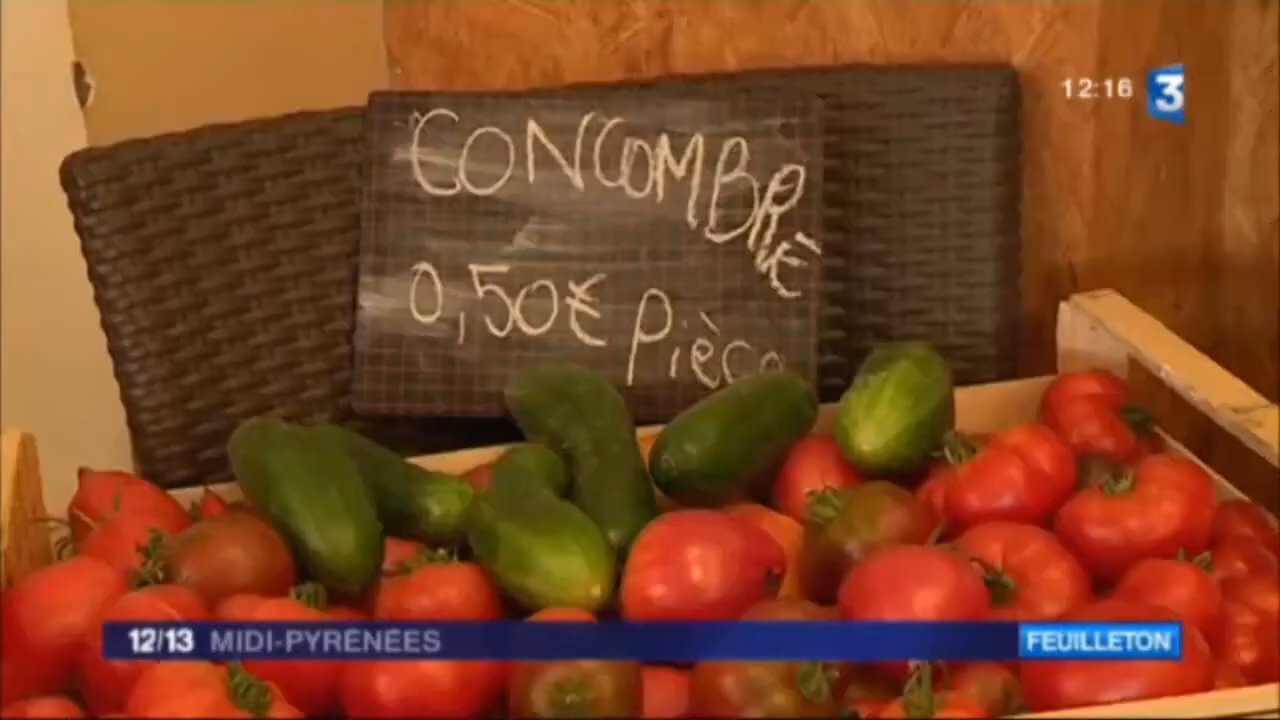 12:16 3
CONCOMBRE
0,50€ Pièce
12/13 MIDI-PYRÉNÉES
FEUILLETON